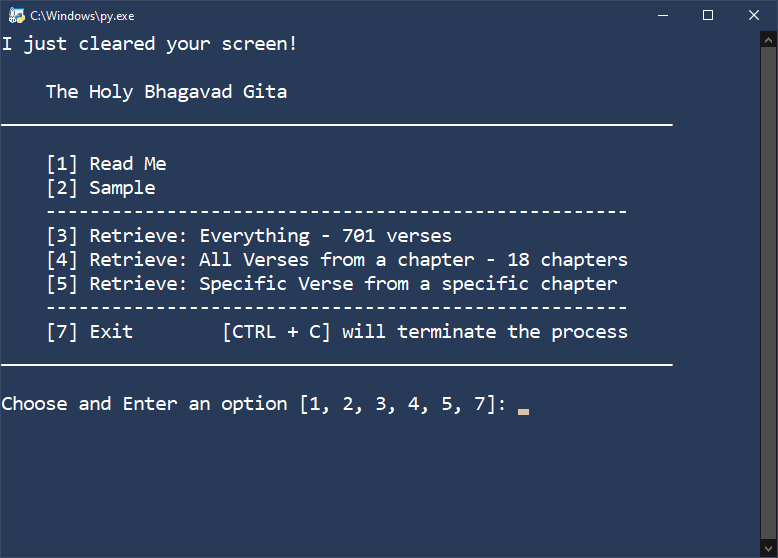 C:\Windows\py.exe
I just cleared your screen!
The Holy Bhagavad Gita
[1] Read Me
[2] Sample
-----------------------------------------------------
[3] Retrieve: Everything - 701 verses
[4] Retrieve: All Verses from a chapter - 18 chapters
[5] Retrieve: Specific Verse from a specific chapter
-----------------------------------------------------
[7] Exit        [CTRL + C] will terminate the process
Choose and Enter an option [1, 2, 3, 4, 5, 7]: _